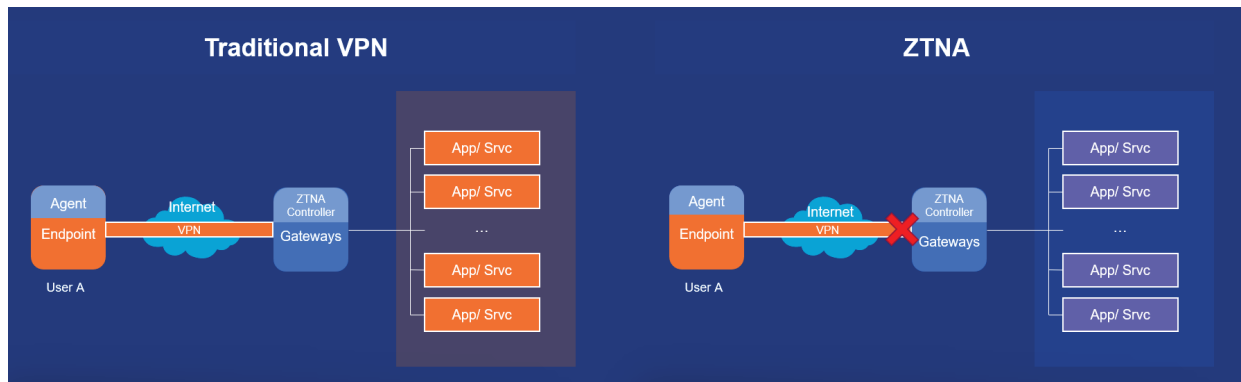 Traditional VPN
Agent
Endpoint
User A
Internet
VPN
ZTNA
Controller
Gateways
App/ Srvc
App/ Srvc
...
App/ Srvc
App/ Srvc
ZTNA
Agent
Endpoint
User A
Internet
VPN
ZTNA
Controller
Gateways
App/ Srvc
App/ Srvc
...
App/ Srvc
App/ Srvc